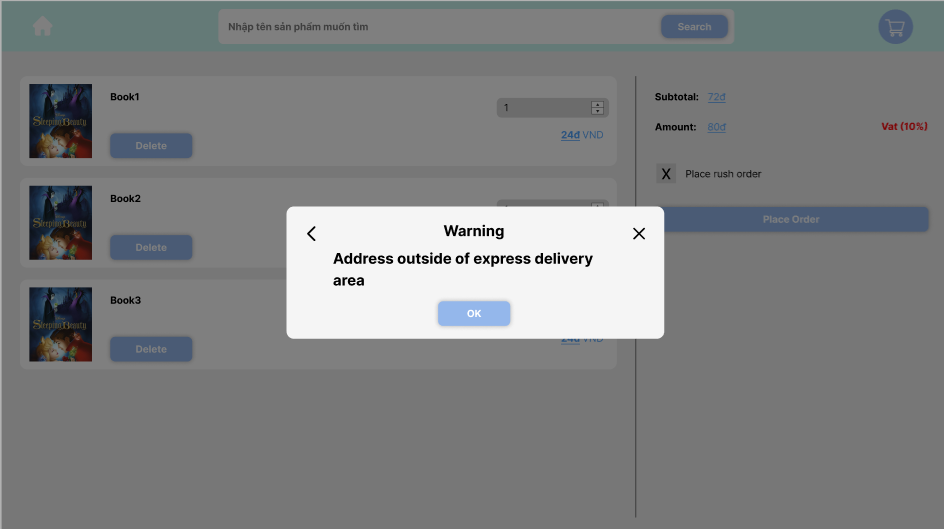 Nhập tên sản phẩm muốn tìm
Search
Sleeping Beauty
Book1
1
Delete
24đ VND
Sleeping Beauty
Book2
Delete
Sleeping Beauty
Book3
Delete
24đ VND
Subtotal: 72đ
Amount: 80đ
Vat (10%)
X Place rush order
Place Order
Warning
Address outside of express delivery
area
OK